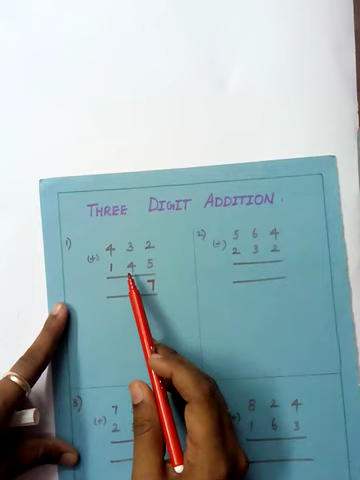 THREE DIGIT ADDITION.
1)
4 3 2
(+) 1 4 5
7
2)
5 6 4
(+) 2 3 2
3)
7
(+) 2
8 2 4
1 6 3